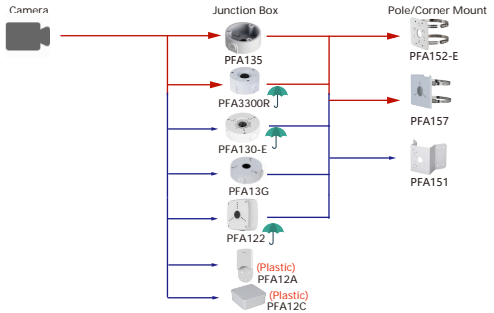 Camera
Junction Box
Pole/Corner Mount
PFA135
PFA152-E
PFA3300R
PFA157
PFA130-E
PFA13G
PFA151
PFA122
(Plastic)
PFA12A
(Plastic)
PFA12C